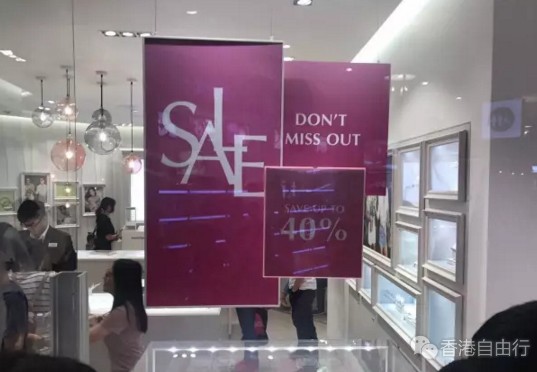 SALE
DON'T
MISS OUT
SAVE UP TO
40%
香港自由行